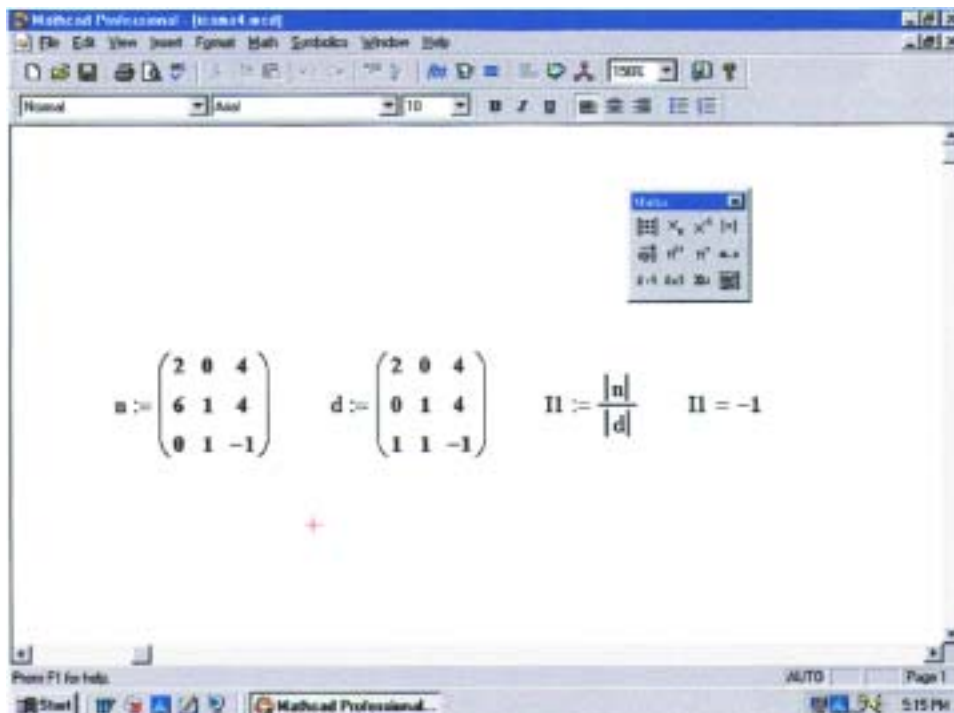 Mathcad Professional - [
File Edit View Insert Format Math Symbolics Window Help
150%
Normal Arial 10 B I U
n := ( 2 0 4
6 1 4
0 1 −1 )
d := ( 2 0 4
0 1 4
1 1 −1 )
I1 := |n| / |d|
I1 = −1
Press F1 for help.
AUTO Page 1
Start Mathcad Professional...
5:15 PM